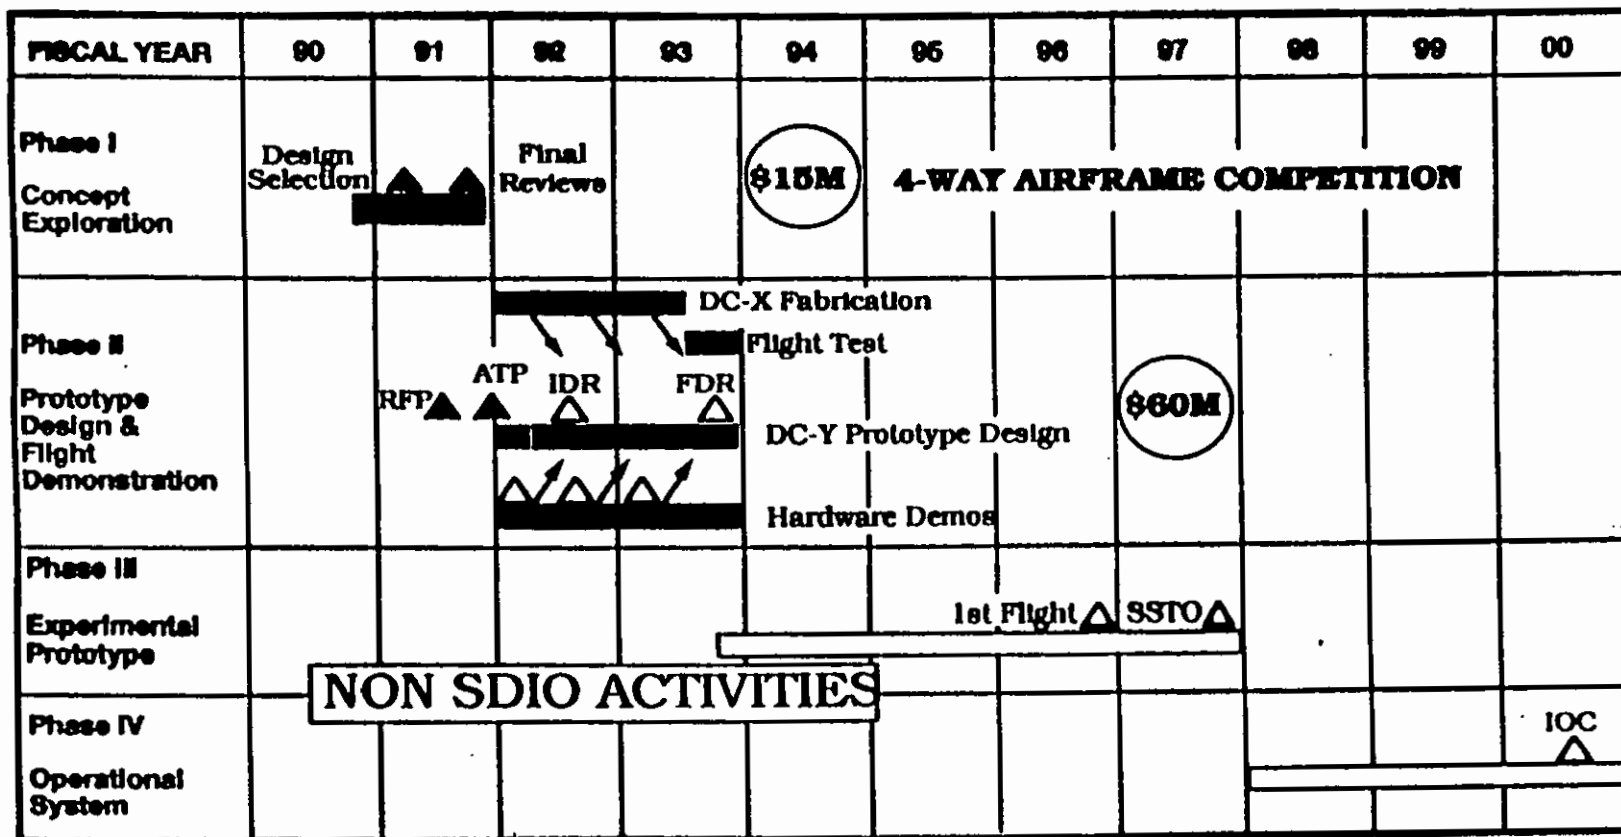 FISCAL YEAR 90 91 92 93 94 95 96 97 98 99 00
Phase I
Concept
Exploration
Design
Selection
Final
Reviews
$15M
4-WAY AIRFRAME COMPETITION
Phase II
Prototype
Design &
Flight
Demonstration
DC-X Fabrication
Flight Test
RFP
ATP
IDR
FDR
DC-Y Prototype Design
$60M
Hardware Demos
Phase III
Experimental
Prototype
1st Flight
SSTO
NON SDIO ACTIVITIES
Phase IV
Operational
System
IOC